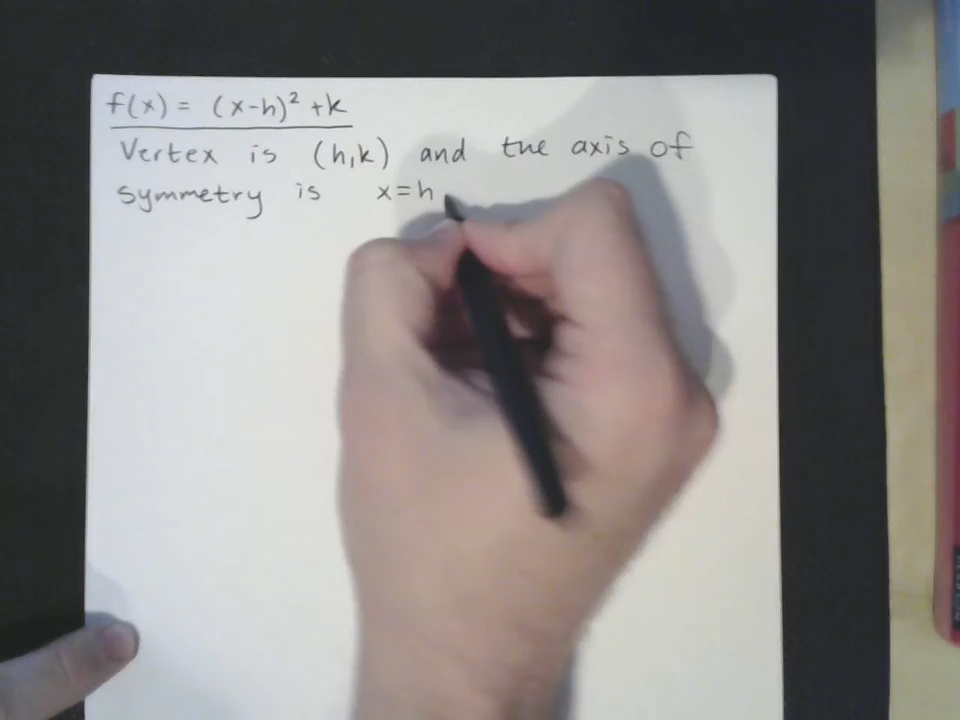 f(x) = (x-h)² +k
Vertex is (h,k) and the axis of
symmetry is x=h